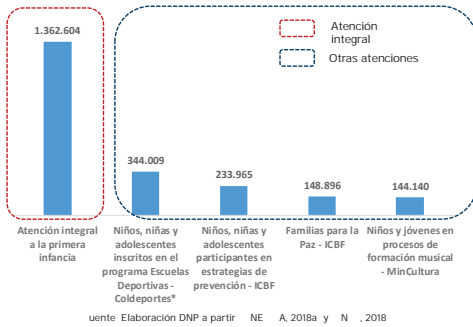 1.362.604
Atención
integral
Otras atenciones
344.009
233.965
148.896
144.140
Atención integral
a la primera
infancia
Niños, niñas y
adolescentes
inscritos en el
programa Escuelas
Deportivas -
Coldeportes*
Niños, niñas y
adolescentes
participantes en
estrategias de
prevención - ICBF
Familias para la
Paz - ICBF
Niños y jóvenes en
procesos de
formación musical -
MinCultura
uente Elaboración DNP a partir NE A, 2018a y N , 2018